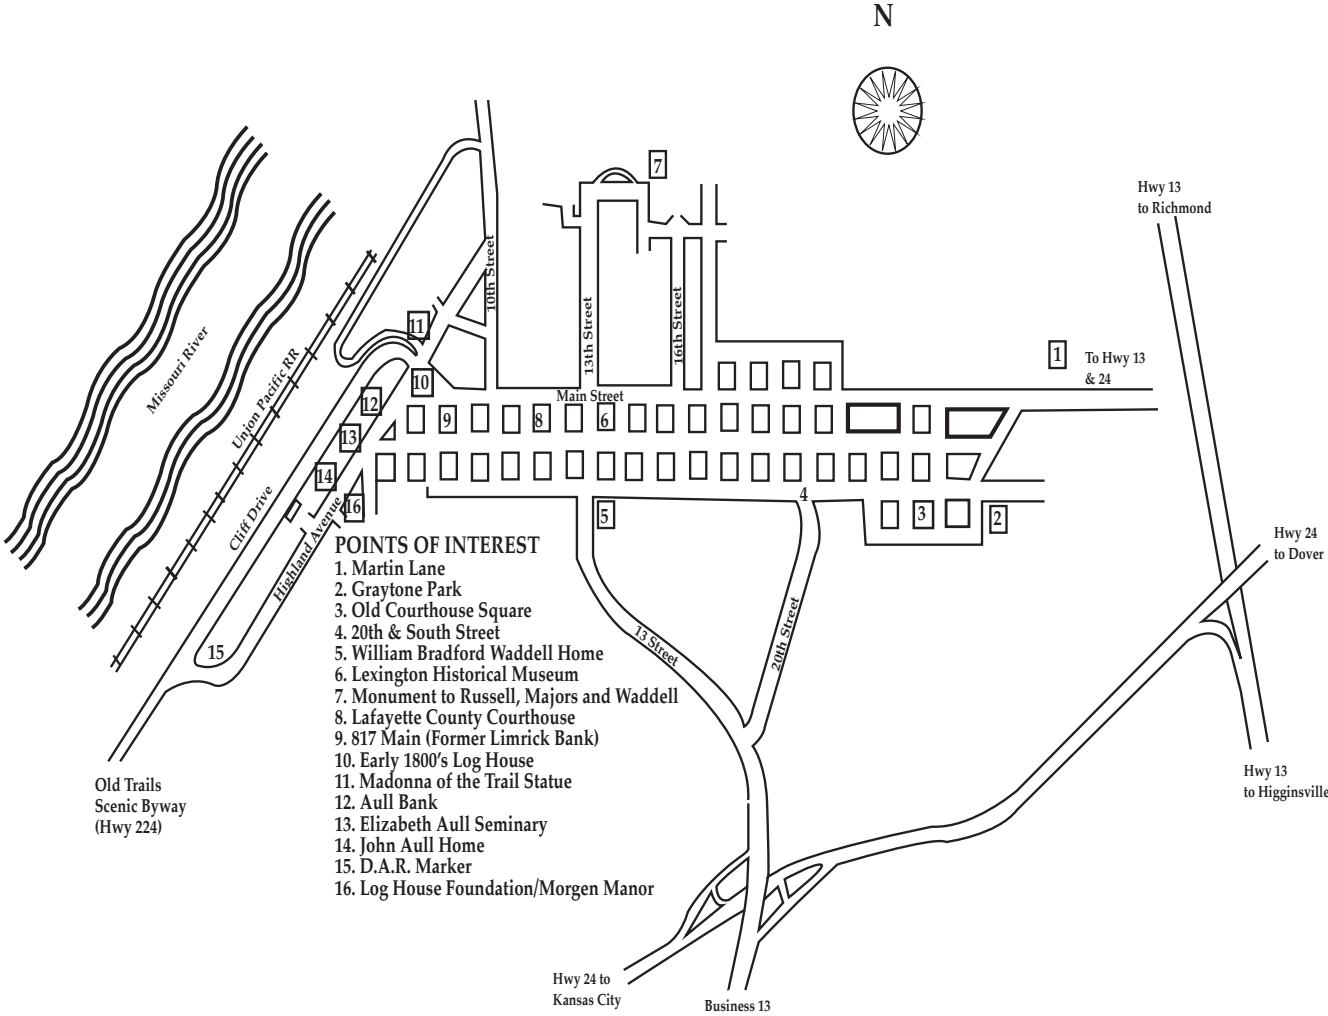 N
7
Hwy 13
to Richmond
10th Street
13th Street
16th Street
11
1
To Hwy 13
& 24
Missouri River
Union Pacific RR
10
12
Main Street
9
8
6
13
14
16
Cliff Drive
Highland Avenue
4
5
3
2
Hwy 24
to Dover
POINTS OF INTEREST
1. Martin Lane
2. Graytone Park
3. Old Courthouse Square
4. 20th & South Street
5. William Bradford Waddell Home
6. Lexington Historical Museum
7. Monument to Russell, Majors and Waddell
8. Lafayette County Courthouse
9. 817 Main (Former Limrick Bank)
10. Early 1800's Log House
11. Madonna of the Trail Statue
12. Aull Bank
13. Elizabeth Aull Seminary
14. John Aull Home
15. D.A.R. Marker
16. Log House Foundation/Morgen Manor
15
13 Street
20th Street
Old Trails
Scenic Byway
(Hwy 224)
Hwy 13
to Higginsville
Hwy 24 to
Kansas City
Business 13